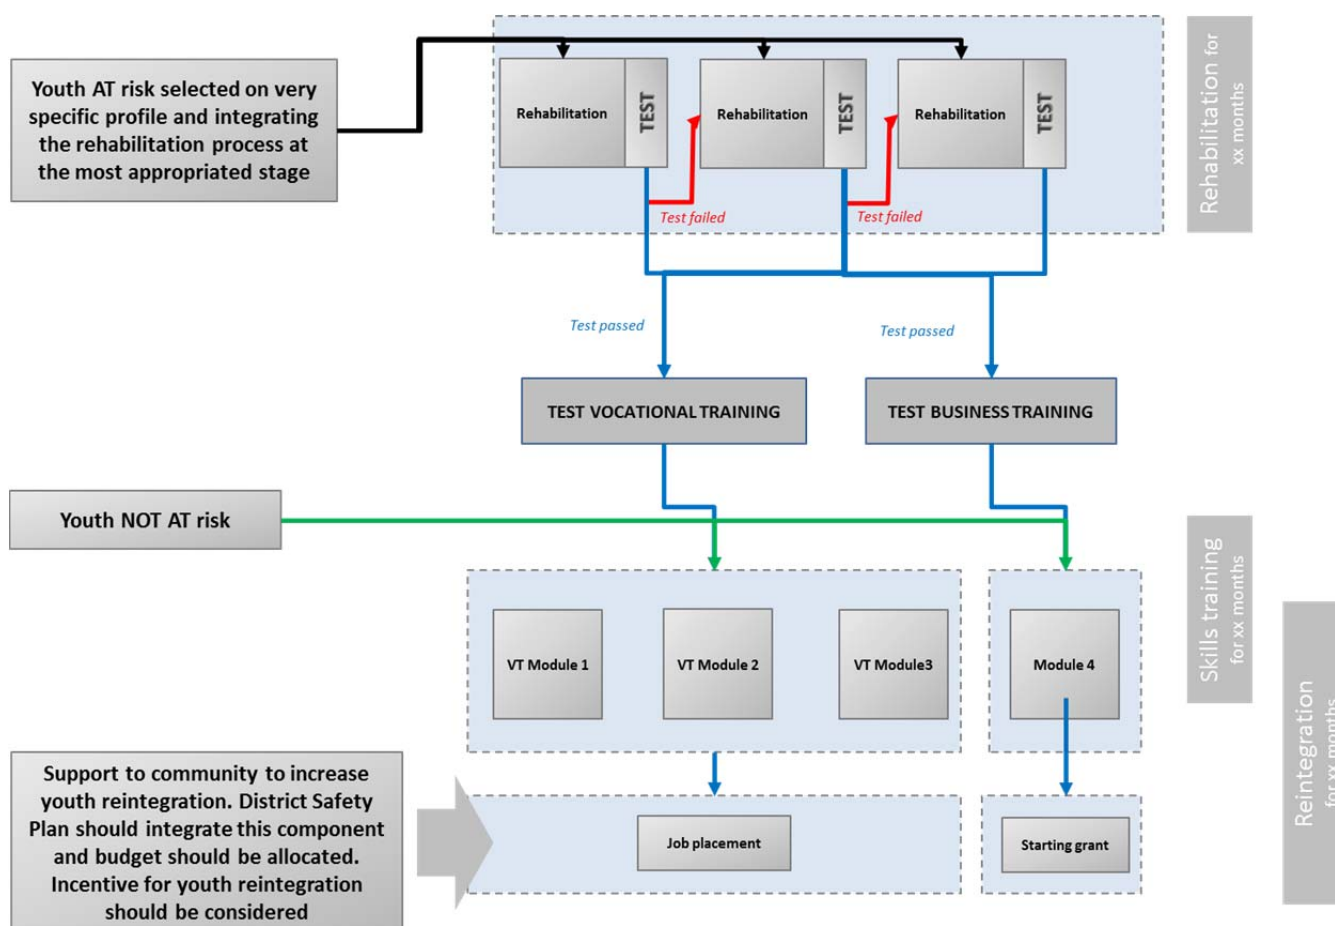 Youth AT risk selected on very
specific profile and integrating
the rehabilitation process at
the most appropriated stage
Rehabilitation
TEST
Rehabilitation
TEST
Rehabilitation
TEST
Test failed
Test failed
Rehabilitation for
xx months
Test passed
Test passed
TEST VOCATIONAL TRAINING
TEST BUSINESS TRAINING
Youth NOT AT risk
VT Module 1
VT Module 2
VT Module3
Module 4
Skills training
for xx months
Support to community to increase
youth reintegration. District Safety
Plan should integrate this component
and budget should be allocated.
Incentive for youth reintegration
should be considered
Job placement
Starting grant
Reintegration
for xx months